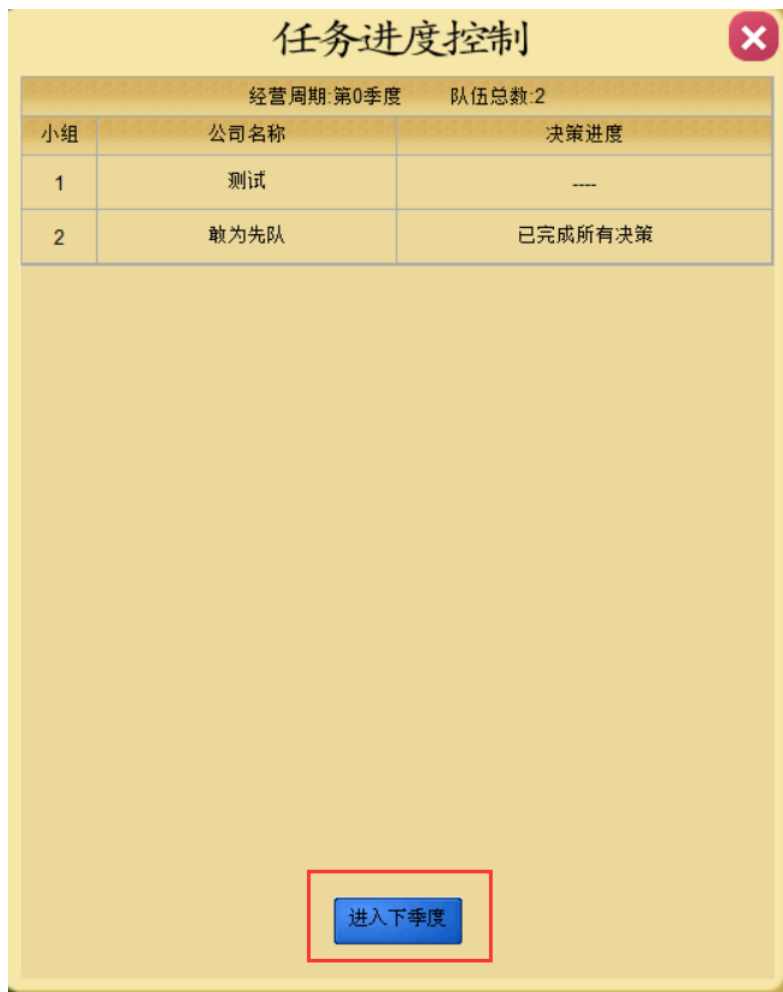 任务进度控制
经营周期:第0季度 队伍总数:2
小组 公司名称 决策进度
1 测试 ----
2 敢为先队 已完成所有决策
进入下季度